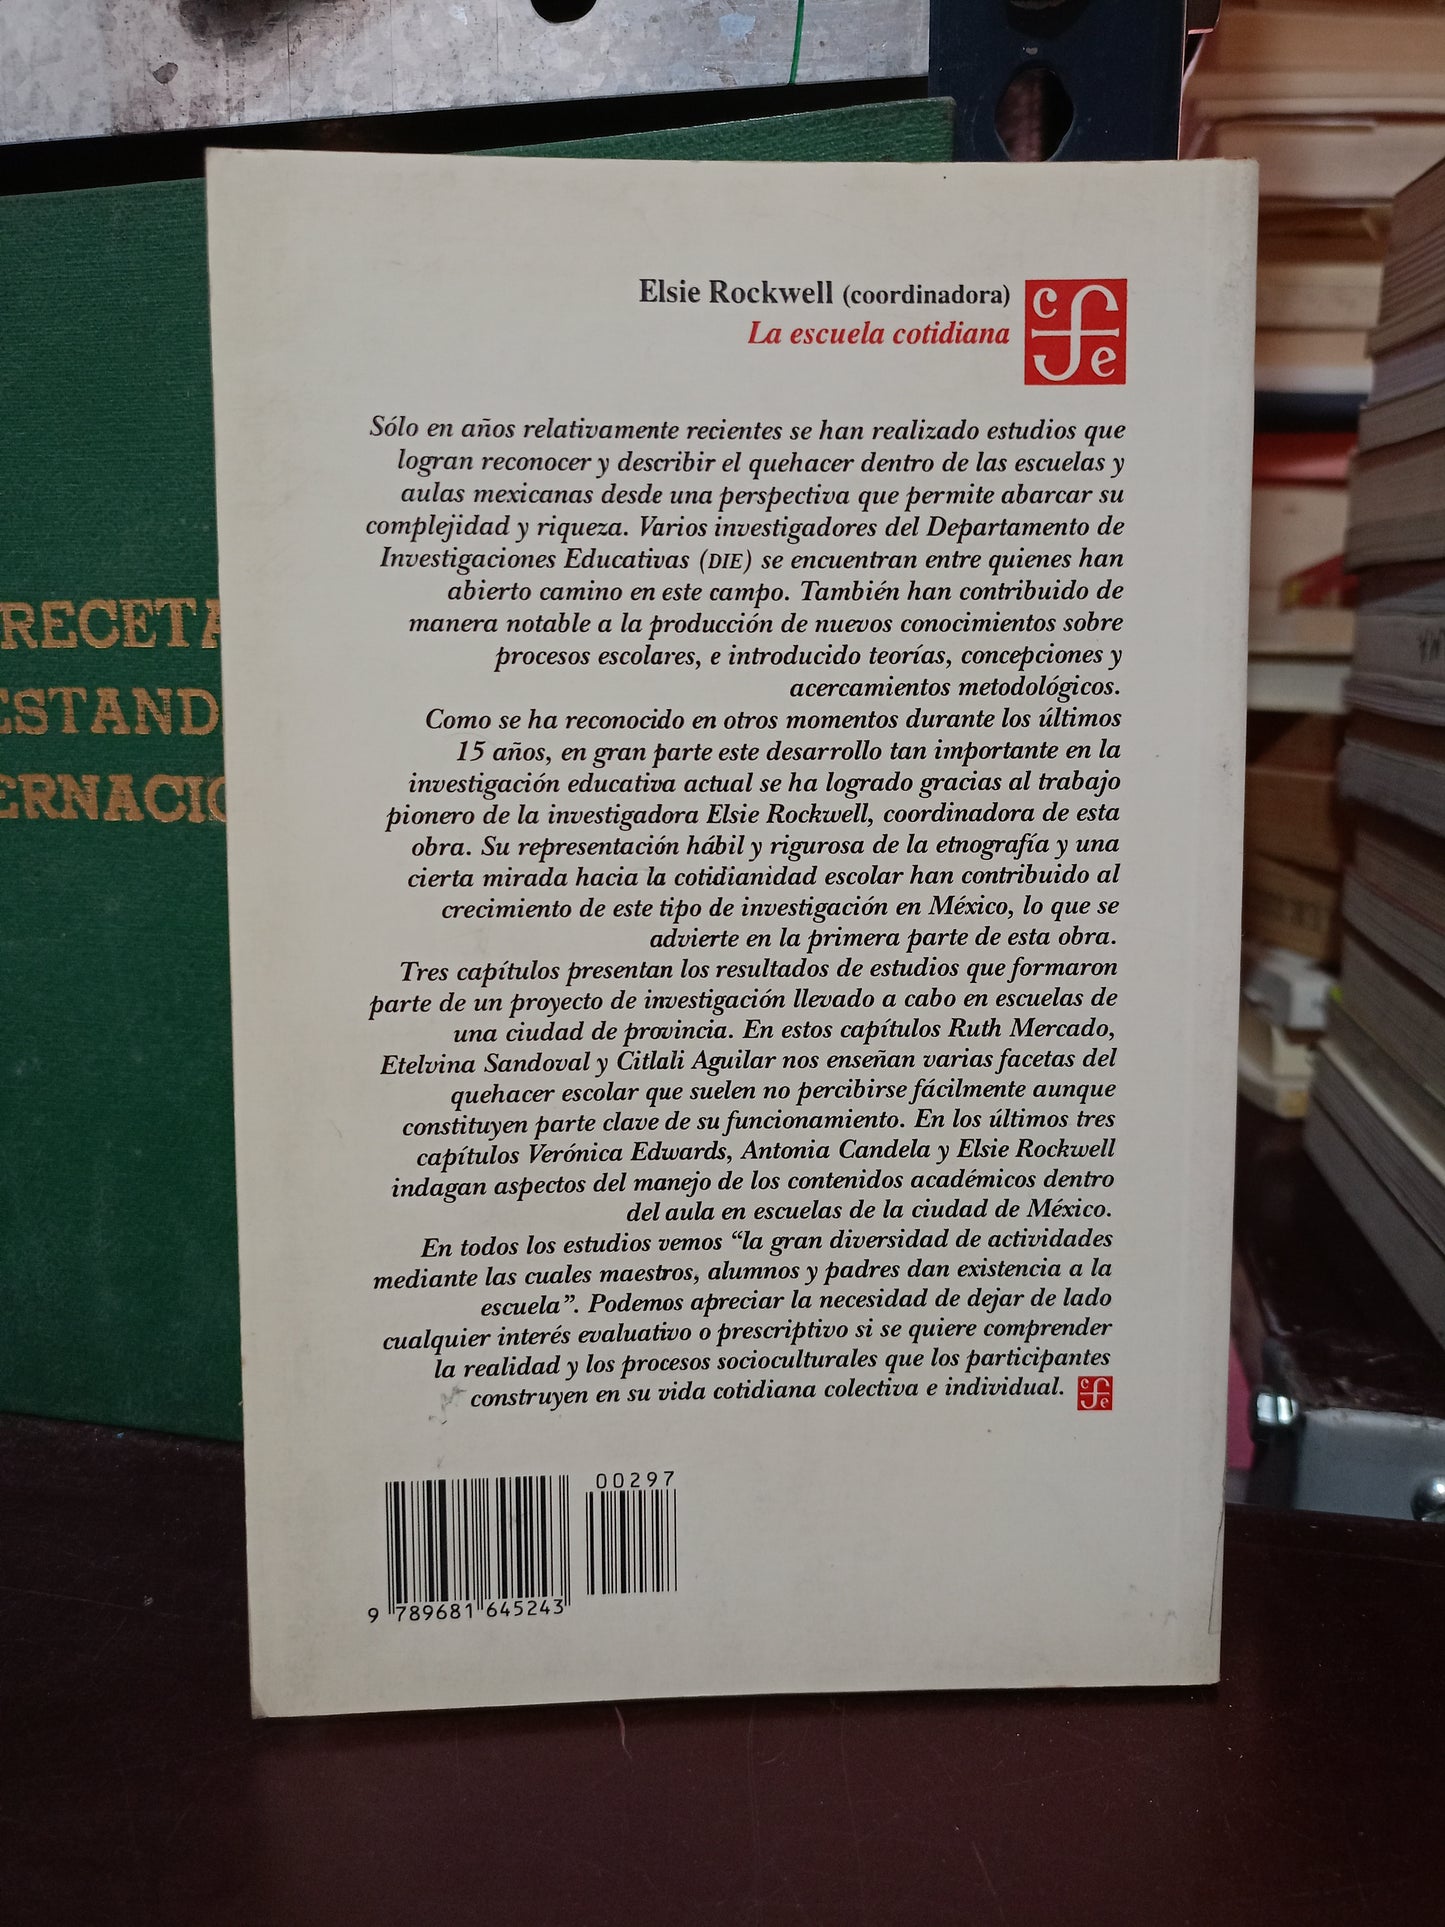 Elsie Rockwell (coordinadora)
La escuela cotidiana
cfe
Sólo en años relativamente recientes se han realizado estudios que
logran reconocer y describir el quehacer dentro de las escuelas y
aulas mexicanas desde una perspectiva que permite abarcar su
complejidad y riqueza. Varios investigadores del Departamento de
Investigaciones Educativas (DIE) se encuentran entre quienes han
abierto camino en este campo. También han contribuido de
manera notable a la producción de nuevos conocimientos sobre
procesos escolares, e introducido teorías, concepciones y
acercamientos metodológicos.
Como se ha reconocido en otros momentos durante los últimos
15 años, en gran parte este desarrollo tan importante en la
investigación educativa actual se ha logrado gracias al trabajo
pionero de la investigadora Elsie Rockwell, coordinadora de esta
obra. Su representación hábil y rigurosa de la etnografía y una
cierta mirada hacia la cotidianidad escolar han contribuido al
crecimiento de este tipo de investigación en México, lo que se
advierte en la primera parte de esta obra.
Tres capítulos presentan los resultados de estudios que formaron
parte de un proyecto de investigación llevado a cabo en escuelas de
una ciudad de provincia. En estos capítulos Ruth Mercado,
Etelvina Sandoval y Citlali Aguilar nos enseñan varias facetas del
quehacer escolar que suelen no percibirse fácilmente aunque
constituyen parte clave de su funcionamiento. En los últimos tres
capítulos Verónica Edwards, Antonia Candela y Elsie Rockwell
indagan aspectos del manejo de los contenidos académicos dentro
del aula en escuelas de la ciudad de México.
En todos los estudios vemos “la gran diversidad de actividades
mediante las cuales maestros, alumnos y padres dan existencia a la
escuela”. Podemos apreciar la necesidad de dejar de lado
cualquier interés evaluativo o prescriptivo si se quiere comprender
la realidad y los procesos socioculturales que los participantes
construyen en su vida cotidiana colectiva e individual.
cfe
00297
9 789681 645243
RECETA
ESTAND
ERNACIO